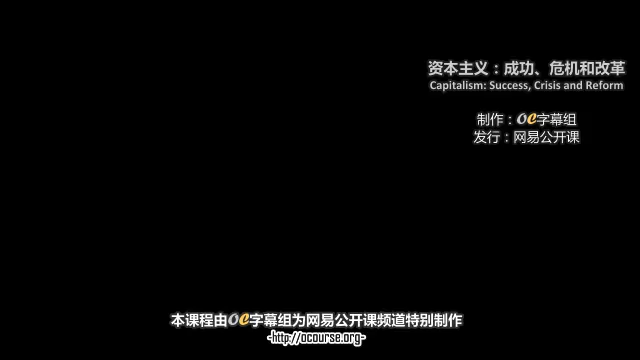 资本主义：成功、危机和改革
Capitalism: Success, Crisis and Reform
制作：OC字幕组
发行：网易公开课
本课程由OC字幕组为网易公开课频道特别制作
-http://ocourse.org-